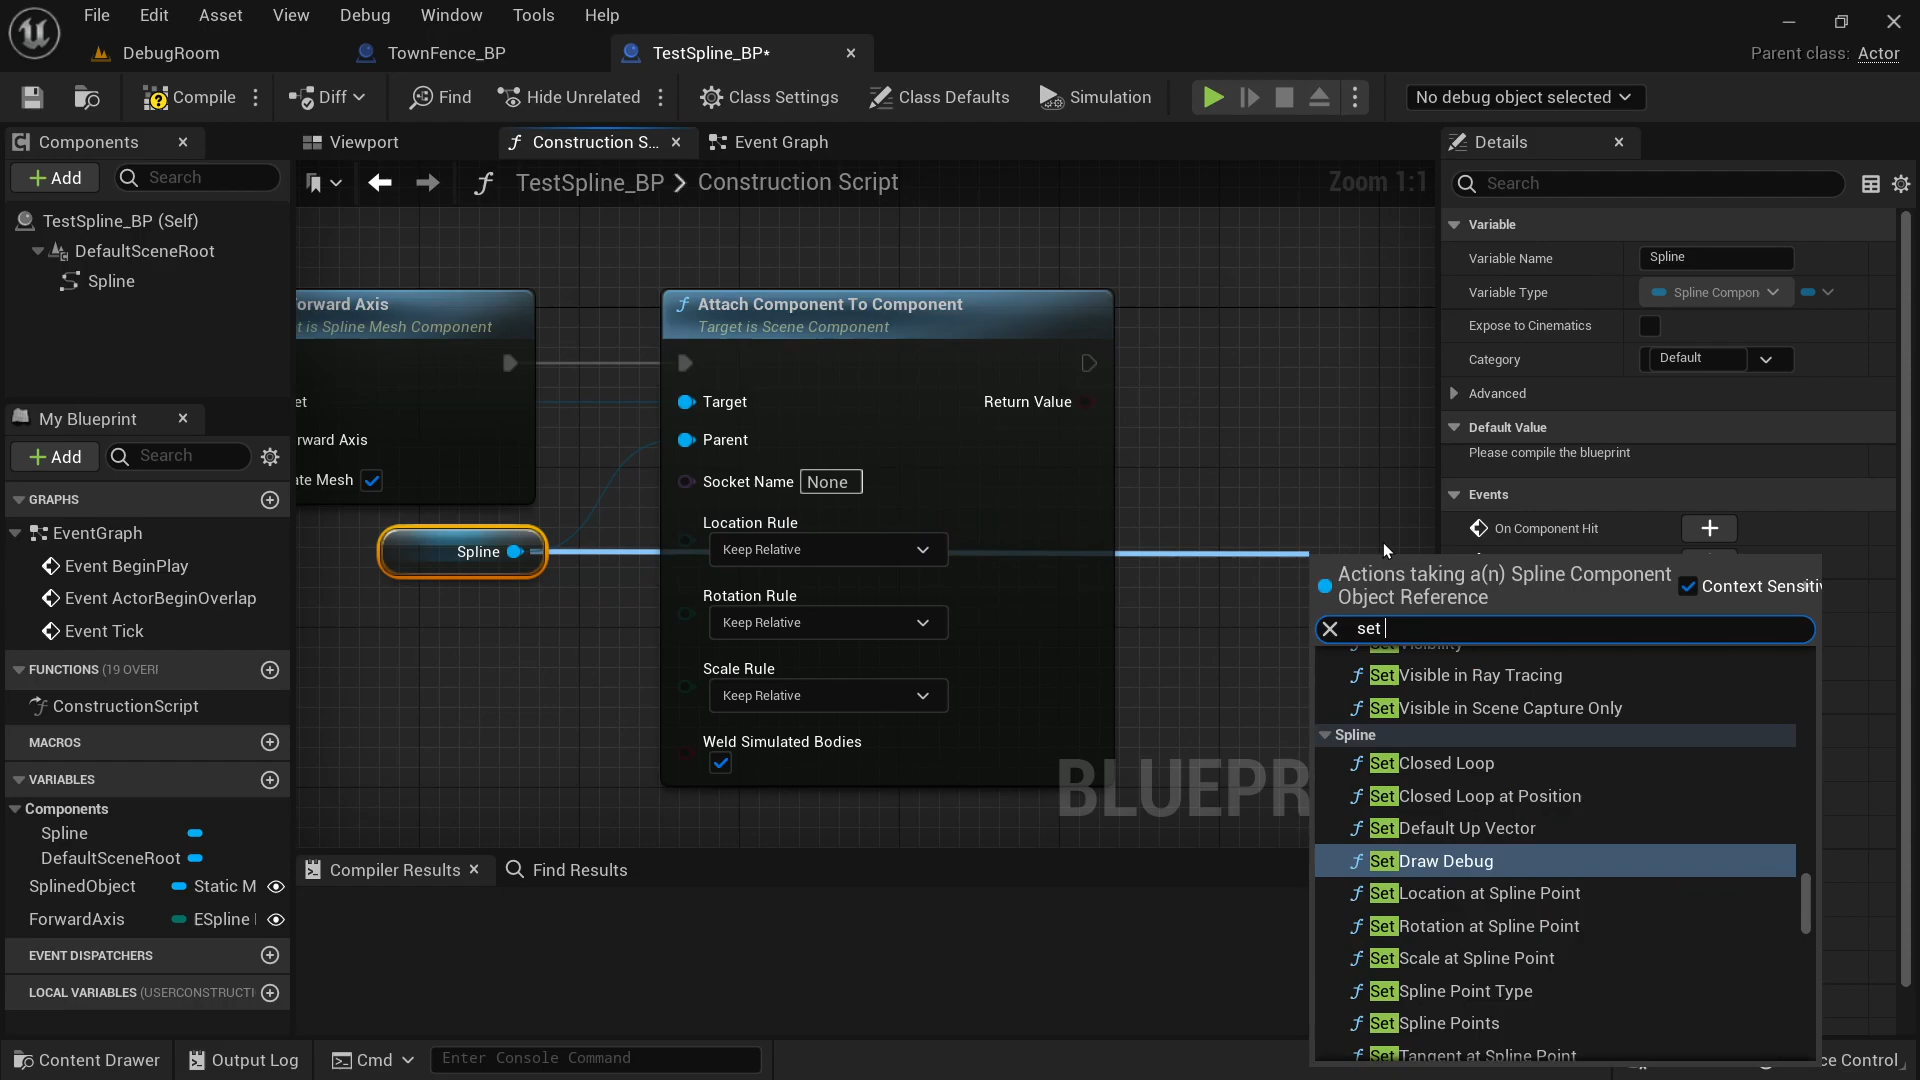 File Edit Asset View Debug Window Tools Help
DebugRoom TownFence_BP TestSpline_BP* Parent class: Actor
Compile Diff Find Hide Unrelated Class Settings Class Defaults Simulation No debug object selected
Components Viewport Construction S... Event Graph Details
Add Search TestSpline_BP > Construction Script Zoom 1:1 Search
TestSpline_BP (Self)
DefaultSceneRoot
Spline
My Blueprint
Add Search
GRAPHS
EventGraph
Event BeginPlay
Event ActorBeginOverlap
Event Tick
FUNCTIONS (19 OVERI
ConstructionScript
MACROS
VARIABLES
Components
Spline
DefaultSceneRoot
SplinedObject Static M
ForwardAxis ESpline
EVENT DISPATCHERS
LOCAL VARIABLES (USERCONSTRUCTI
orward Axis
t is Spline Mesh Component
et
rward Axis
ate Mesh
Spline
Attach Component To Component
Target is Scene Component
Target Return Value
Parent
Socket Name None
Location Rule
Keep Relative
Rotation Rule
Keep Relative
Scale Rule
Keep Relative
Weld Simulated Bodies
BLUEPR
Variable
Variable Name Spline
Variable Type Spline Compon
Expose to Cinematics
Category Default
Advanced
Default Value
Please compile the blueprint
Events
On Component Hit
Actions taking a(n) Spline Component
Object Reference Context Sensitiv
set
Set Visibility
Set Visible in Ray Tracing
Set Visible in Scene Capture Only
Spline
Set Closed Loop
Set Closed Loop at Position
Set Default Up Vector
Set Draw Debug
Set Location at Spline Point
Set Rotation at Spline Point
Set Scale at Spline Point
Set Spline Point Type
Set Spline Points
Set Tangent at Spline Point
Compiler Results Find Results
Content Drawer Output Log Cmd Enter Console Command ce Control